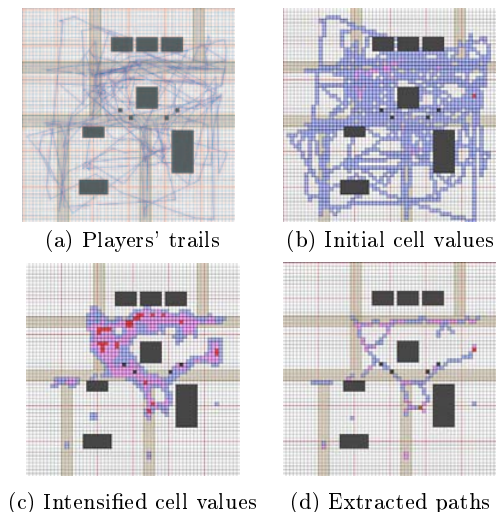 (a) Players' trails
(b) Initial cell values
(c) Intensified cell values
(d) Extracted paths